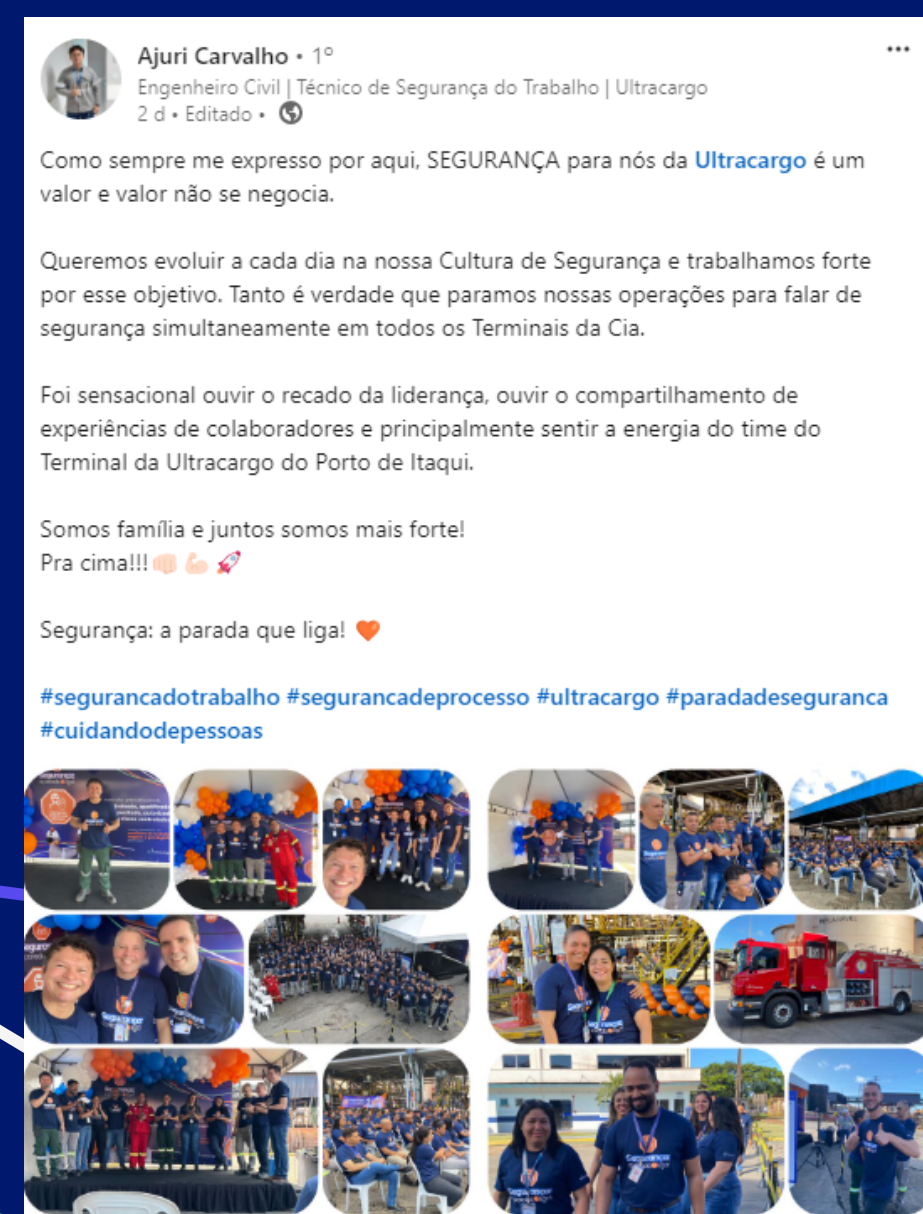 Ajuri Carvalho • 1º
Engenheiro Civil | Técnico de Segurança do Trabalho | Ultracargo
2 d • Editado •
Como sempre me expresso por aqui, SEGURANÇA para nós da Ultracargo é um
valor e valor não se negocia.
Queremos evoluir a cada dia na nossa Cultura de Segurança e trabalhamos forte
por esse objetivo. Tanto é verdade que paramos nossas operações para falar de
segurança simultaneamente em todos os Terminais da Cia.
Foi sensacional ouvir o recado da liderança, ouvir o compartilhamento de
experiências de colaboradores e principalmente sentir a energia do time do
Terminal da Ultracargo do Porto de Itaqui.
Somos família e juntos somos mais forte!
Pra cima!!! 👊🏻 💪🏻 🚀
Segurança: a parada que liga! 🧡
#segurancadotrabalho #segurancadeprocesso #ultracargo #paradadeseguranca
#cuidandodepessoas